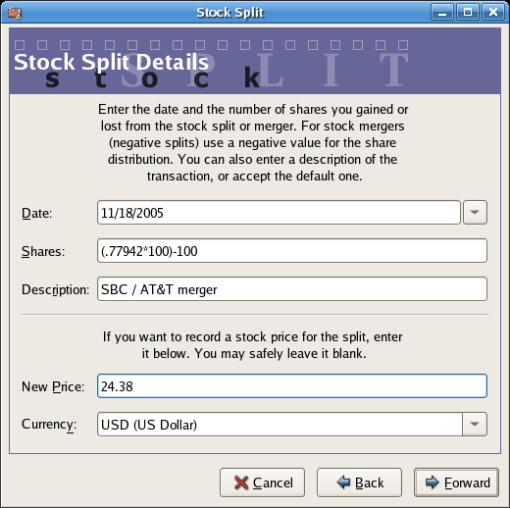 Stock Split
Stock Split Details
S P L I T
s t o c k
Enter the date and the number of shares you gained or
lost from the stock split or merger. For stock mergers
(negative splits) use a negative value for the share
distribution. You can also enter a description of the
transaction, or accept the default one.
Date: 11/18/2005
Shares: (.77942*100)-100
Description: SBC / AT&T merger
If you want to record a stock price for the split, enter
it below. You may safely leave it blank.
New Price: 24.38
Currency: USD (US Dollar)
Cancel Back Forward